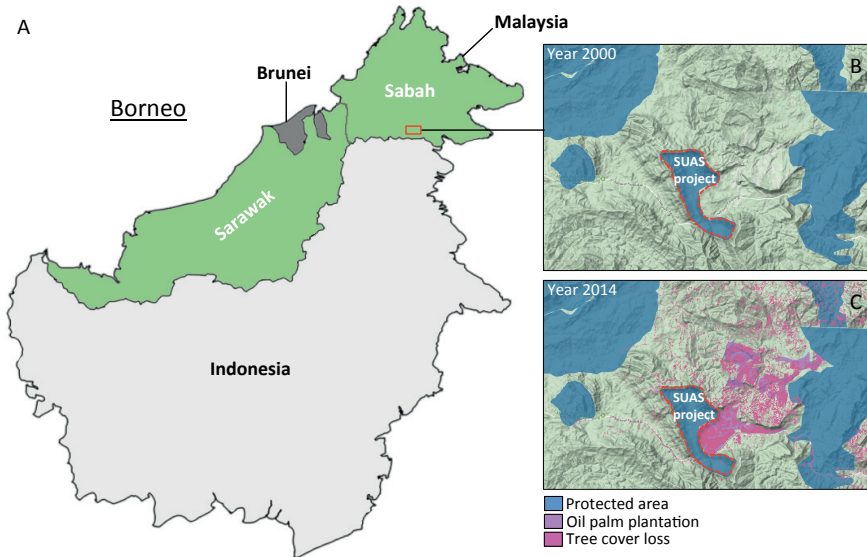 A
Malaysia
Brunei
Borneo
Sabah
Sarawak
Indonesia
Year 2000
B
SUAS
project
Year 2014
C
SUAS
project
Protected area
Oil palm plantation
Tree cover loss